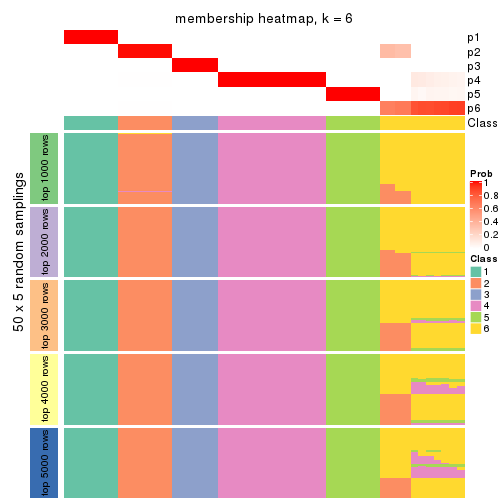 membership heatmap, k = 6
p1
p2
p3
p4
p5
p6
Class
50 x 5 random samplings
top 1000 rows
top 2000 rows
top 3000 rows
top 4000 rows
top 5000 rows
Prob
1
0.8
0.6
0.4
0.2
0
Class
1
2
3
4
5
6